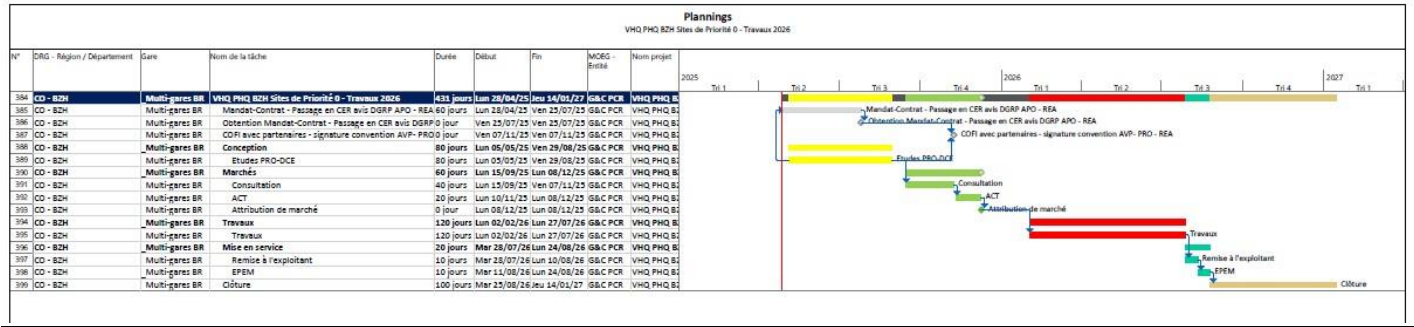 Plannings
VHQ PHQ BZH Sites de Priorité 0 - Travaux 2026
N° DRG - Région / Département Gare Nom de la tâche Durée Début Fin MOEG - Entité Nom projet
2025 2026 2027
Tri 1 Tri 2 Tri 3 Tri 4 Tri 1 Tri 2 Tri 3 Tri 4 Tri 1
384 CO - BZH _Multi-gares BR VHQ PHQ BZH Sites de Priorité 0 - Travaux 2026 431 jours Lun 28/04/25 Jeu 14/01/27 G&C PCR VHQ PHQ B
385 CO - BZH Multi-gares BR Mandat-Contrat - Passage en CER avis DGRP APO - REA 60 jours Lun 28/04/25 Ven 25/07/25 G&C PCR VHQ PHQ B Mandat-Contrat - Passage en CER avis DGRP APO - REA
386 CO - BZH Multi-gares BR Obtention Mandat-Contrat - Passage en CER avis DGRP 0 jour Ven 25/07/25 Ven 25/07/25 G&C PCR VHQ PHQ B Obtention Mandat-Contrat - Passage en CER avis DGRP APO - REA
387 CO - BZH Multi-gares BR COFI avec partenaires - signature convention AVP- PRO 0 jour Ven 07/11/25 Ven 07/11/25 G&C PCR VHQ PHQ B COFI avec partenaires - signature convention AVP- PRO - REA
388 CO - BZH _Multi-gares BR Conception 80 jours Lun 05/05/25 Ven 29/08/25 G&C PCR VHQ PHQ B
389 CO - BZH Multi-gares BR Etudes PRO-DCE 80 jours Lun 05/05/25 Ven 29/08/25 G&C PCR VHQ PHQ B Etudes PRO-DCE
390 CO - BZH _Multi-gares BR Marchés 60 jours Lun 15/09/25 Lun 08/12/25 G&C PCR VHQ PHQ B
391 CO - BZH Multi-gares BR Consultation 40 jours Lun 15/09/25 Ven 07/11/25 G&C PCR VHQ PHQ B Consultation
392 CO - BZH Multi-gares BR ACT 20 jours Lun 10/11/25 Lun 08/12/25 G&C PCR VHQ PHQ B ACT
393 CO - BZH Multi-gares BR Attribution de marché 0 jour Lun 08/12/25 Lun 08/12/25 G&C PCR VHQ PHQ B Attribution de marché
394 CO - BZH _Multi-gares BR Travaux 120 jours Lun 02/02/26 Lun 27/07/26 G&C PCR VHQ PHQ B
395 CO - BZH Multi-gares BR Travaux 120 jours Lun 02/02/26 Lun 27/07/26 G&C PCR VHQ PHQ B Travaux
396 CO - BZH _Multi-gares BR Mise en service 20 jours Mar 28/07/26 Lun 24/08/26 G&C PCR VHQ PHQ B
397 CO - BZH Multi-gares BR Remise à l'exploitant 10 jours Mar 28/07/26 Lun 10/08/26 G&C PCR VHQ PHQ B Remise à l'exploitant
398 CO - BZH Multi-gares BR EPEM 10 jours Mar 11/08/26 Lun 24/08/26 G&C PCR VHQ PHQ B EPEM
399 CO - BZH Multi-gares BR Clôture 100 jours Mar 25/08/26 Jeu 14/01/27 G&C PCR VHQ PHQ B Clôture